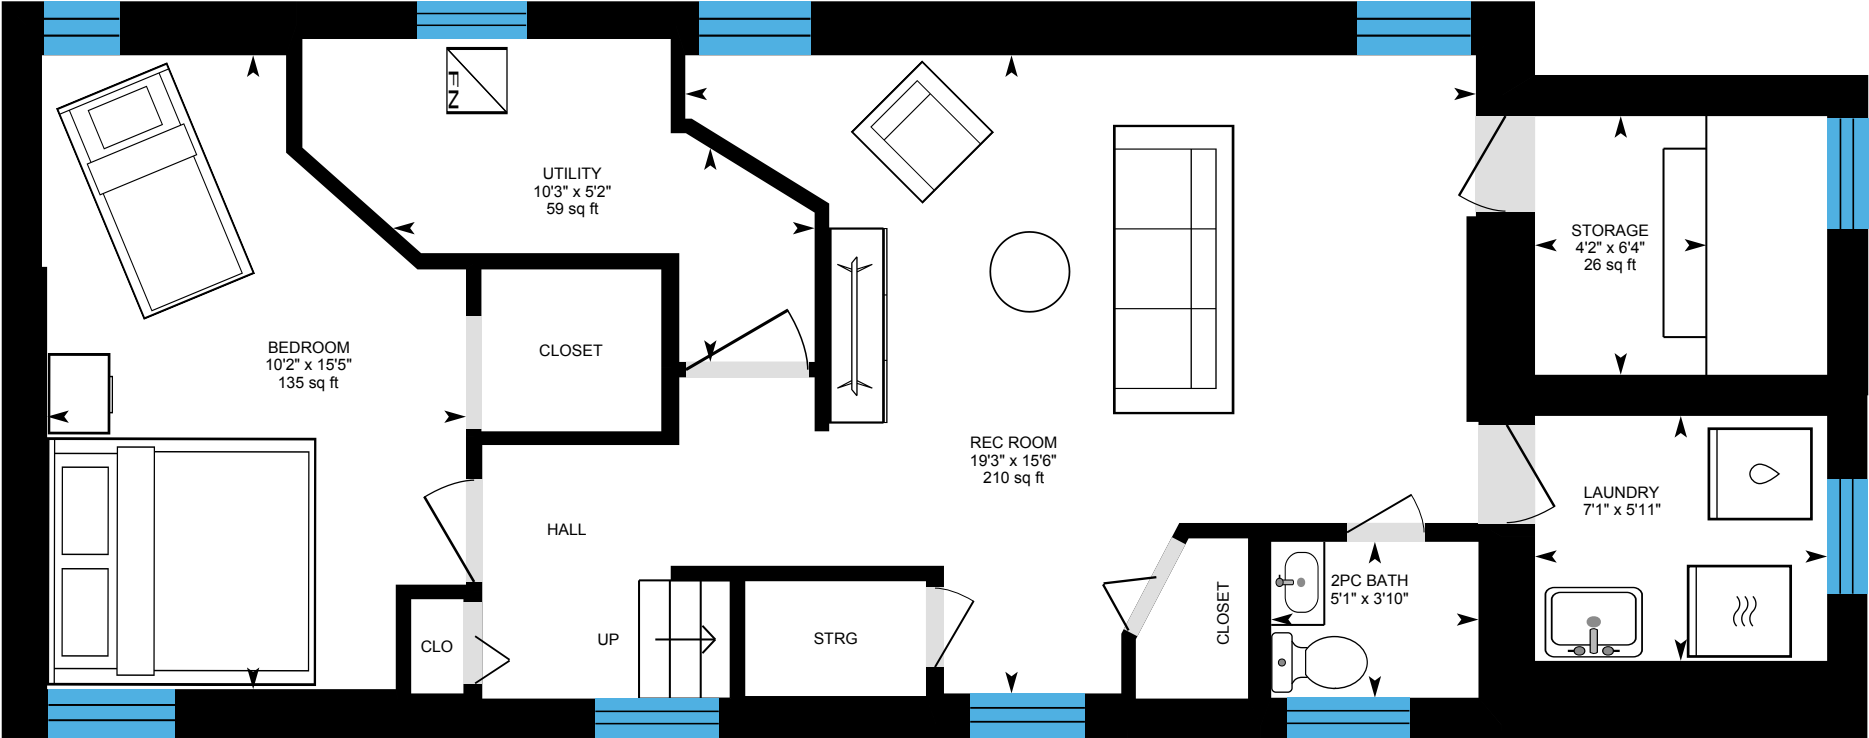 FN
UTILITY
10'3" x 5'2"
59 sq ft
STORAGE
4'2" x 6'4"
26 sq ft
BEDROOM
10'2" x 15'5"
135 sq ft
CLOSET
REC ROOM
19'3" x 15'6"
210 sq ft
LAUNDRY
7'1" x 5'11"
HALL
2PC BATH
5'1" x 3'10"
CLOSET
CLO
UP
STRG